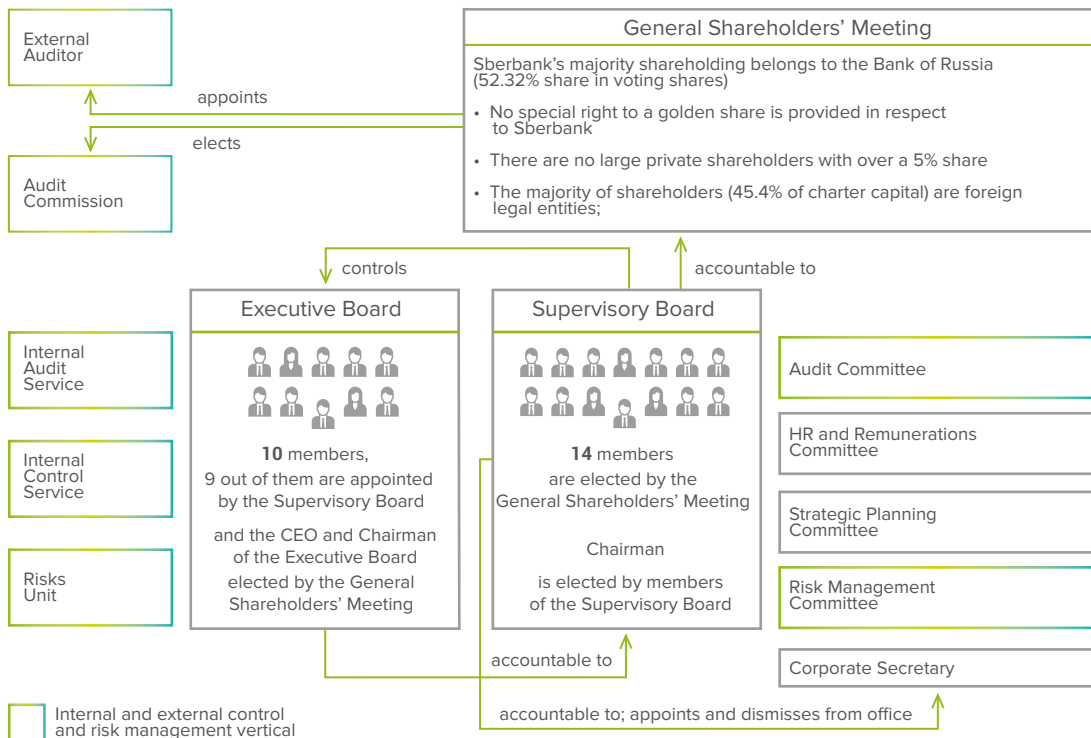 External
Auditor
appoints
elects
Audit
Commission
General Shareholders’ Meeting
Sberbank’s majority shareholding belongs to the Bank of Russia
(52.32% share in voting shares)
• No special right to a golden share is provided in respect
to Sberbank
• There are no large private shareholders with over a 5% share
• The majority of shareholders (45.4% of charter capital) are foreign
legal entities;
controls
accountable to
Internal
Audit
Service
Internal
Control
Service
Risks
Unit
Executive Board
10 members,
9 out of them are appointed
by the Supervisory Board
and the CEO and Chairman
of the Executive Board
elected by the General
Shareholders’ Meeting
Supervisory Board
14 members
are elected by the
General Shareholders’ Meeting
Chairman
is elected by members
of the Supervisory Board
Audit Committee
HR and Remunerations
Committee
Strategic Planning
Committee
Risk Management
Committee
Corporate Secretary
accountable to
accountable to; appoints and dismisses from office
Internal and external control
and risk management vertical